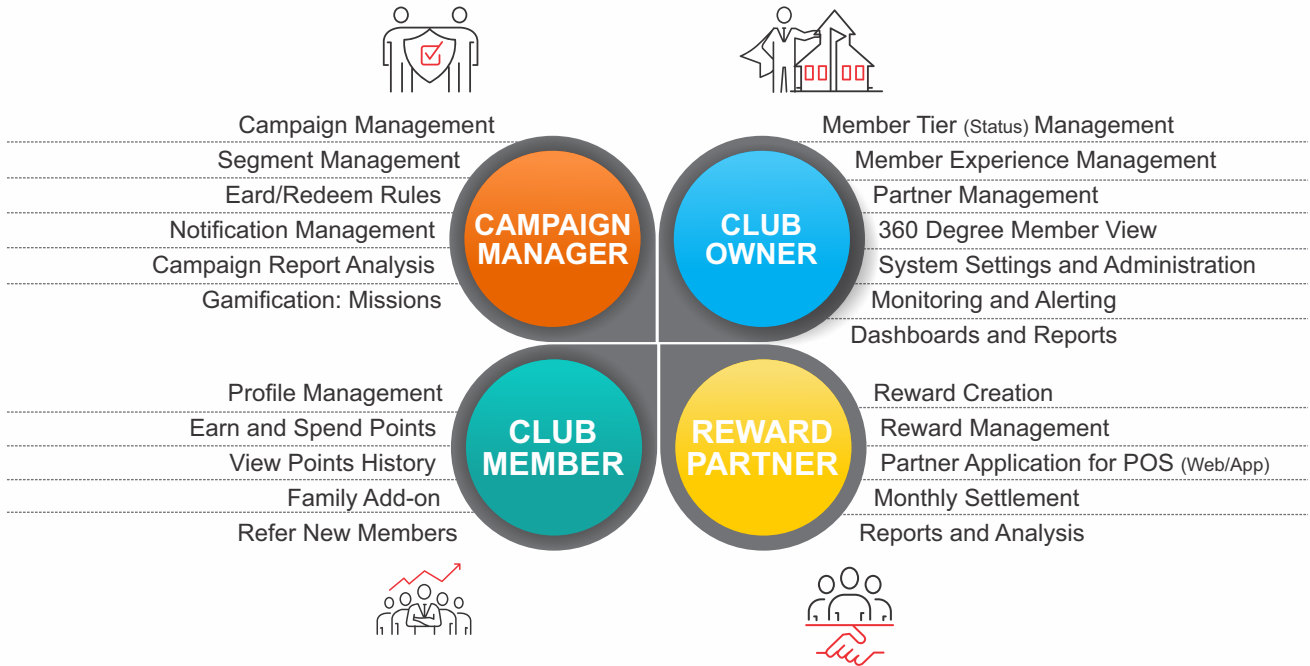 Campaign Management
Segment Management
Eard/Redeem Rules
Notification Management
Campaign Report Analysis
Gamification: Missions
CAMPAIGN
MANAGER
Member Tier (Status) Management
Member Experience Management
Partner Management
360 Degree Member View
System Settings and Administration
Monitoring and Alerting
Dashboards and Reports
CLUB
OWNER
Profile Management
Earn and Spend Points
View Points History
Family Add-on
Refer New Members
CLUB
MEMBER
Reward Creation
Reward Management
Partner Application for POS (Web/App)
Monthly Settlement
Reports and Analysis
REWARD
PARTNER